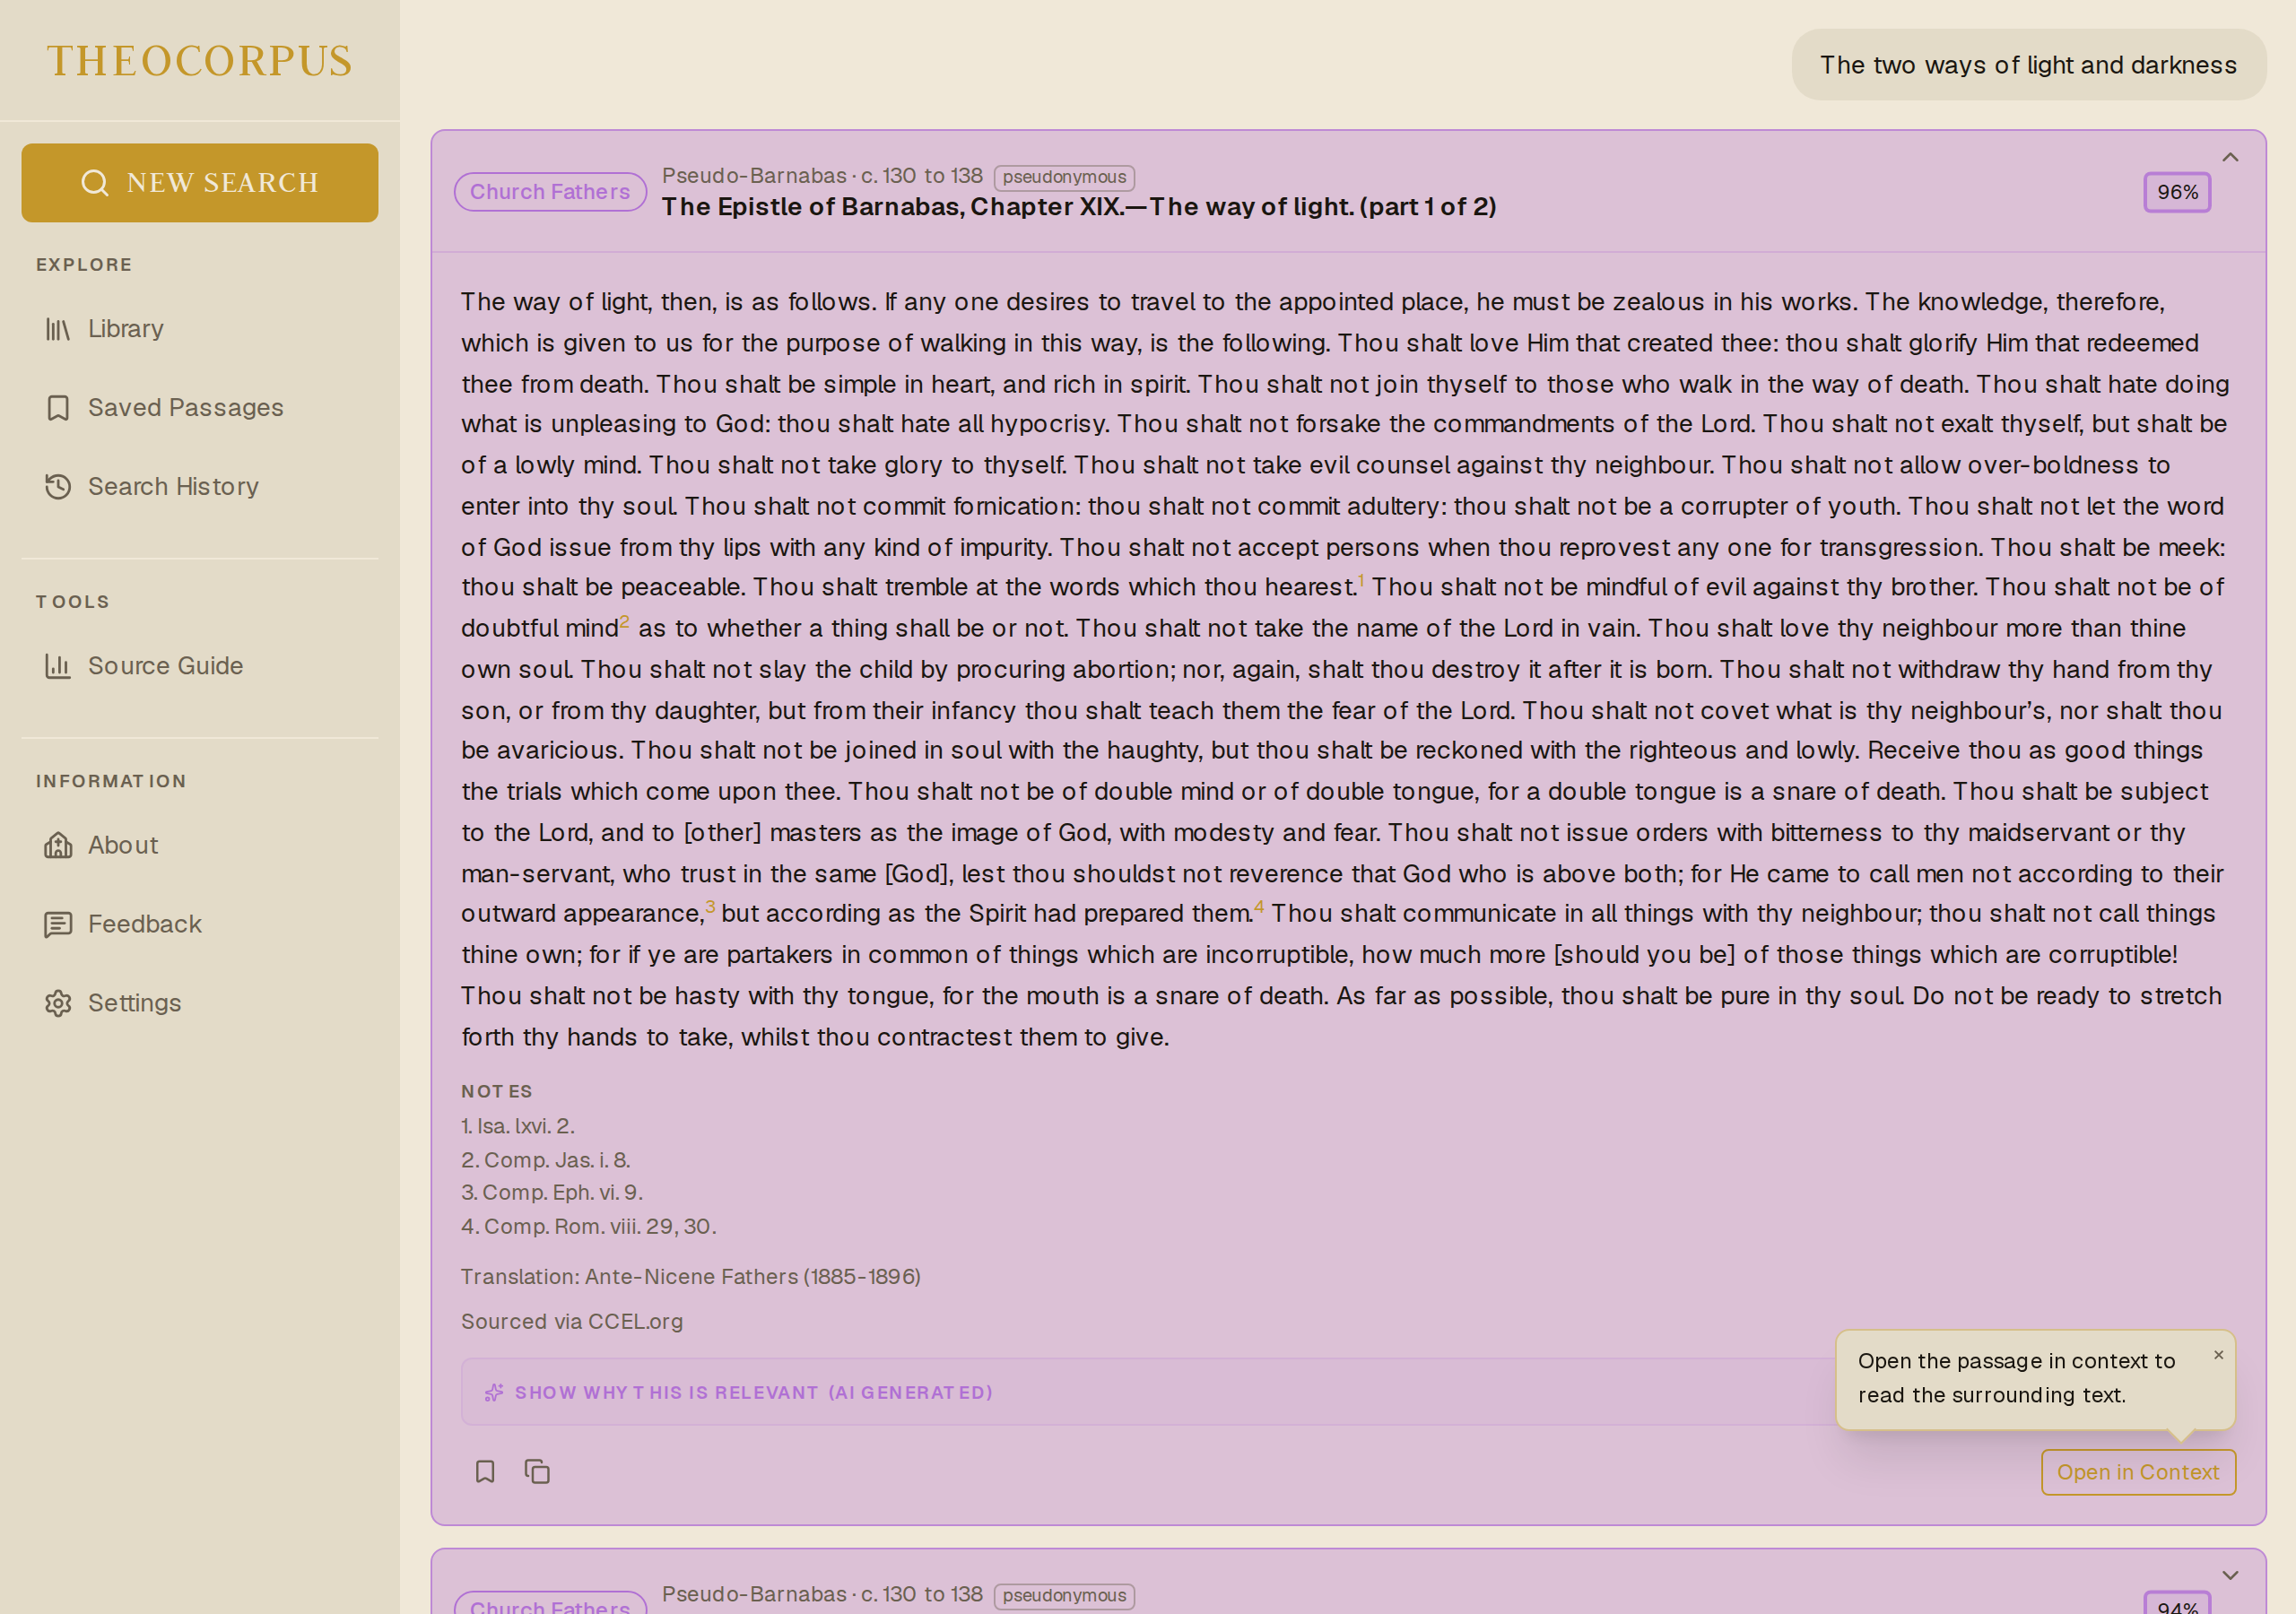 THEOCORPUS
NEW SEARCH
EXPLORE
Library
Saved Passages
Search History
TOOLS
Source Guide
INFORMATION
About
Feedback
Settings
The two ways of light and darkness
Church Fathers
Pseudo-Barnabas · c. 130 to 138 pseudonymous
The Epistle of Barnabas, Chapter XIX.—The way of light. (part 1 of 2)
96%
The way of light, then, is as follows. If any one desires to travel to the appointed place, he must be zealous in his works. The knowledge, therefore,
which is given to us for the purpose of walking in this way, is the following. Thou shalt love Him that created thee: thou shalt glorify Him that redeemed
thee from death. Thou shalt be simple in heart, and rich in spirit. Thou shalt not join thyself to those who walk in the way of death. Thou shalt hate doing
what is unpleasing to God: thou shalt hate all hypocrisy. Thou shalt not forsake the commandments of the Lord. Thou shalt not exalt thyself, but shalt be
of a lowly mind. Thou shalt not take glory to thyself. Thou shalt not take evil counsel against thy neighbour. Thou shalt not allow over-boldness to
enter into thy soul. Thou shalt not commit fornication: thou shalt not commit adultery: thou shalt not be a corrupter of youth. Thou shalt not let the word
of God issue from thy lips with any kind of impurity. Thou shalt not accept persons when thou reprovest any one for transgression. Thou shalt be meek:
thou shalt be peaceable. Thou shalt tremble at the words which thou hearest.1 Thou shalt not be mindful of evil against thy brother. Thou shalt not be of
doubtful mind2 as to whether a thing shall be or not. Thou shalt not take the name of the Lord in vain. Thou shalt love thy neighbour more than thine
own soul. Thou shalt not slay the child by procuring abortion; nor, again, shalt thou destroy it after it is born. Thou shalt not withdraw thy hand from thy
son, or from thy daughter, but from their infancy thou shalt teach them the fear of the Lord. Thou shalt not covet what is thy neighbour’s, nor shalt thou
be avaricious. Thou shalt not be joined in soul with the haughty, but thou shalt be reckoned with the righteous and lowly. Receive thou as good things
the trials which come upon thee. Thou shalt not be of double mind or of double tongue, for a double tongue is a snare of death. Thou shalt be subject
to the Lord, and to [other] masters as the image of God, with modesty and fear. Thou shalt not issue orders with bitterness to thy maidservant or thy
man-servant, who trust in the same [God], lest thou shouldst not reverence that God who is above both; for He came to call men not according to their
outward appearance,3 but according as the Spirit had prepared them.4 Thou shalt communicate in all things with thy neighbour; thou shalt not call things
thine own; for if ye are partakers in common of things which are incorruptible, how much more [should you be] of those things which are corruptible!
Thou shalt not be hasty with thy tongue, for the mouth is a snare of death. As far as possible, thou shalt be pure in thy soul. Do not be ready to stretch
forth thy hands to take, whilst thou contractest them to give.
NOTES
1. Isa. lxvi. 2.
2. Comp. Jas. i. 8.
3. Comp. Eph. vi. 9.
4. Comp. Rom. viii. 29, 30.
Translation: Ante-Nicene Fathers (1885-1896)
Sourced via CCEL.org
SHOW WHY THIS IS RELEVANT (AI GENERATED)
Open the passage in context to
read the surrounding text.
×
Open in Context
Church Fathers
Pseudo-Barnabas · c. 130 to 138 pseudonymous
94%